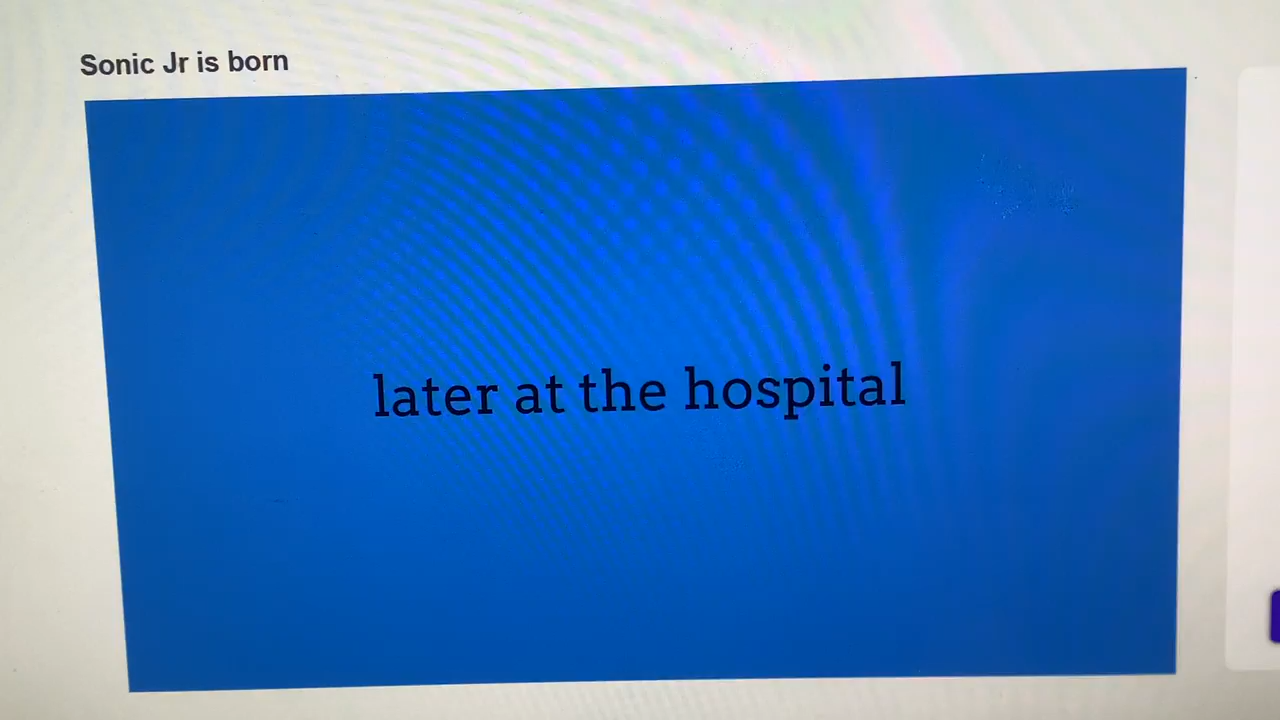 Sonic Jr is born
later at the hospital